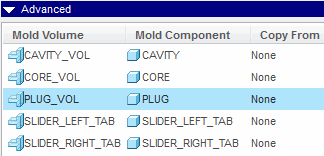 Advanced
Mold Volume Mold Component Copy From
CAVITY_VOL CAVITY None
CORE_VOL CORE None
PLUG_VOL PLUG None
SLIDER_LEFT_TAB SLIDER_LEFT_TAB None
SLIDER_RIGHT_TAB SLIDER_RIGHT_TAB None